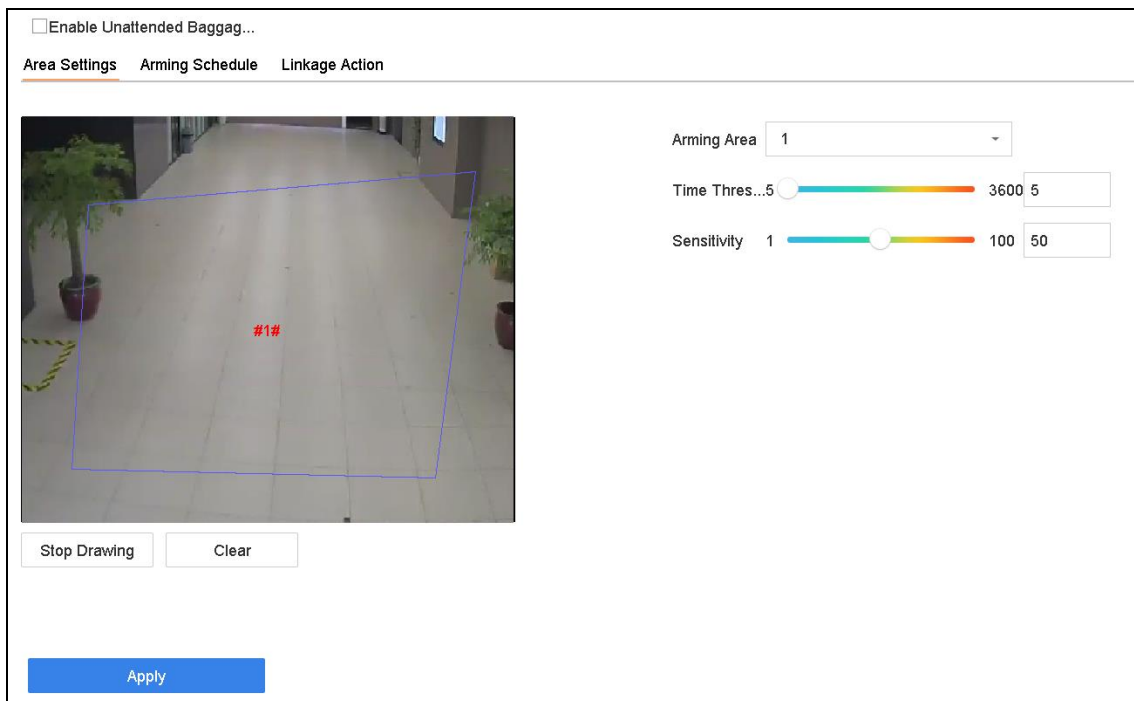 Enable Unattended Baggag...
Area Settings Arming Schedule Linkage Action
Arming Area 1
Time Thres...5 3600 5
Sensitivity 1 100 50
#1#
Stop Drawing Clear
Apply